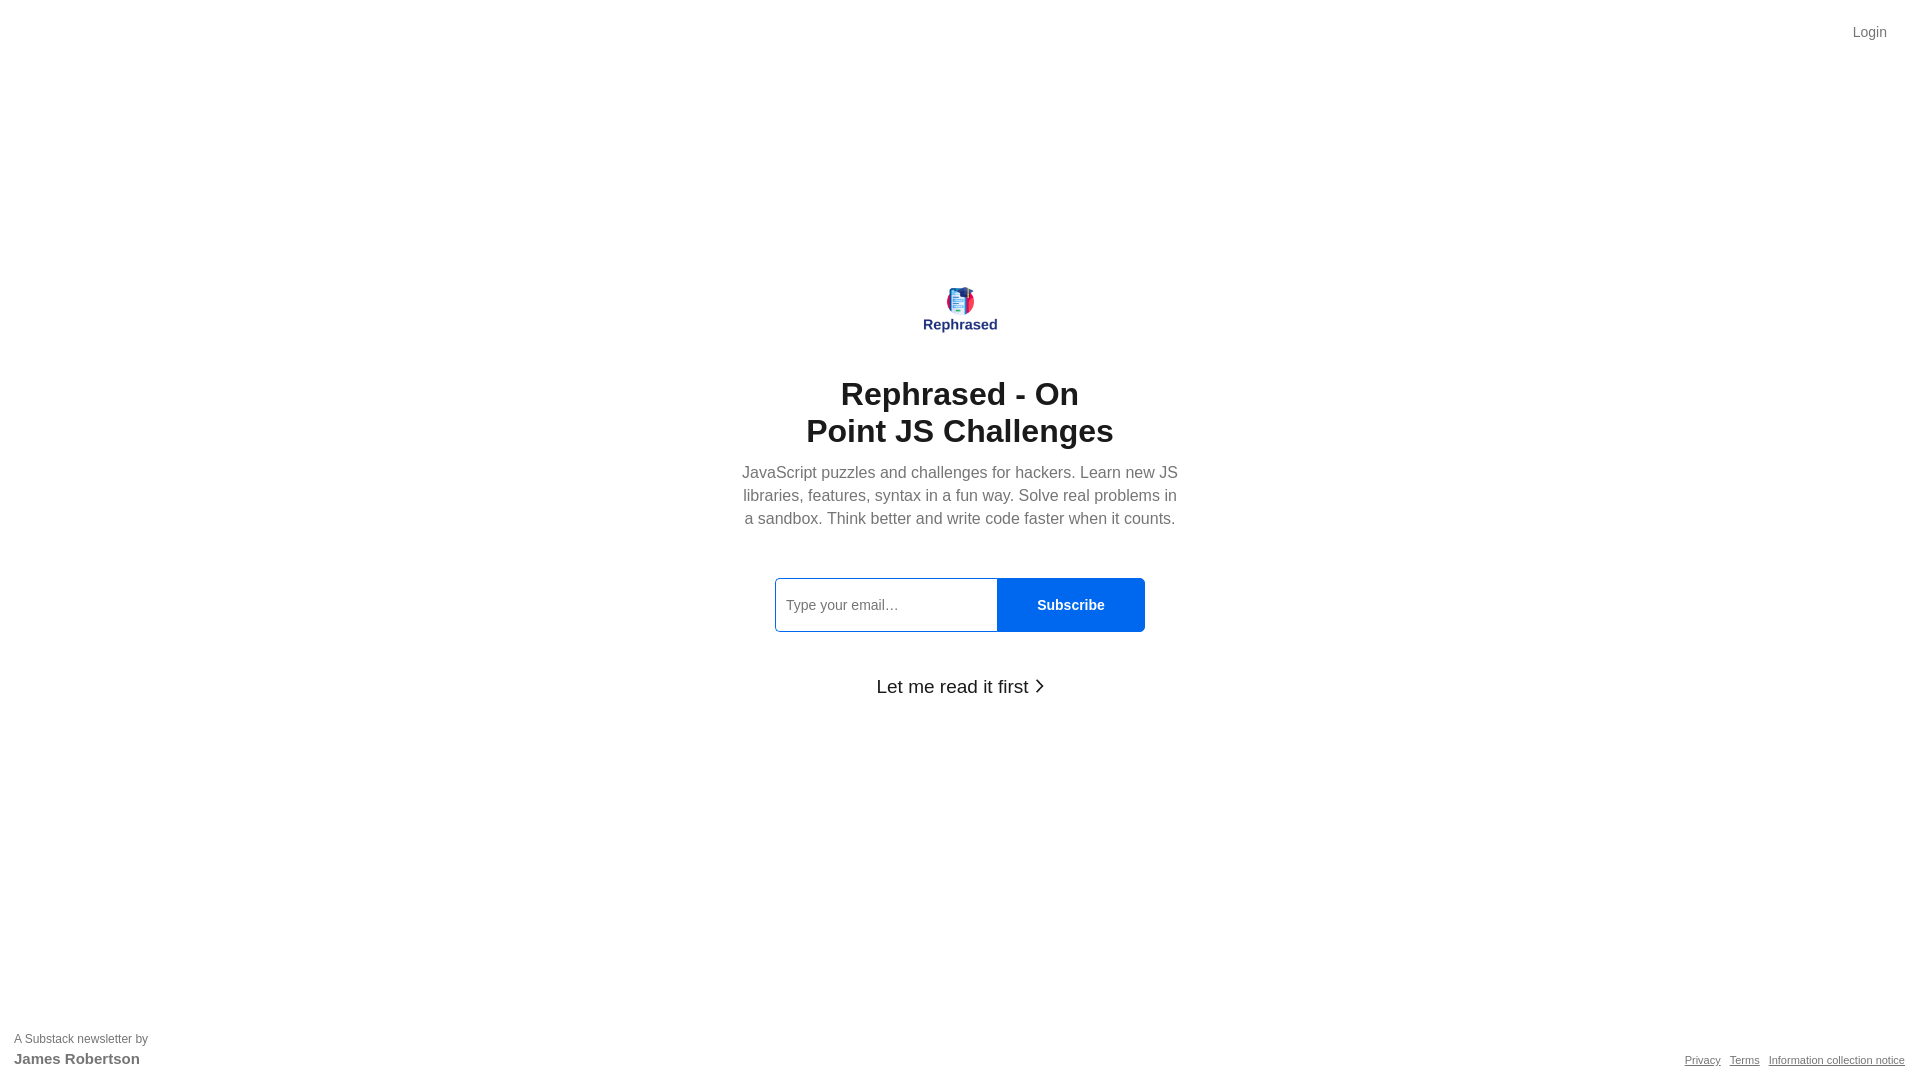 Login
Rephrased
Rephrased - On
Point JS Challenges
JavaScript puzzles and challenges for hackers. Learn new JS
libraries, features, syntax in a fun way. Solve real problems in
a sandbox. Think better and write code faster when it counts.
Type your email…
Subscribe
Let me read it first
A Substack newsletter by
James Robertson
Privacy Terms Information collection notice